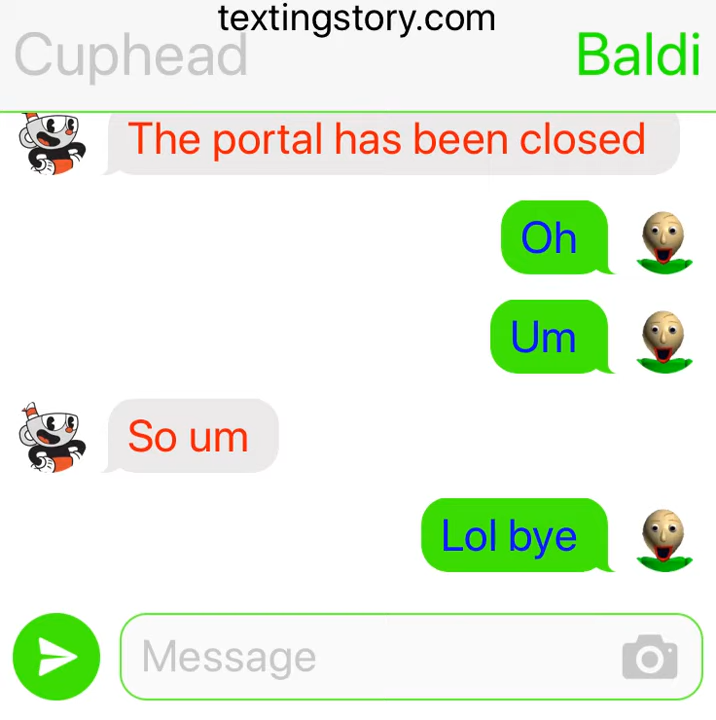 textingstory.com
Cuphead
Baldi
The portal has been closed
Oh
Um
So um
Lol bye
Message